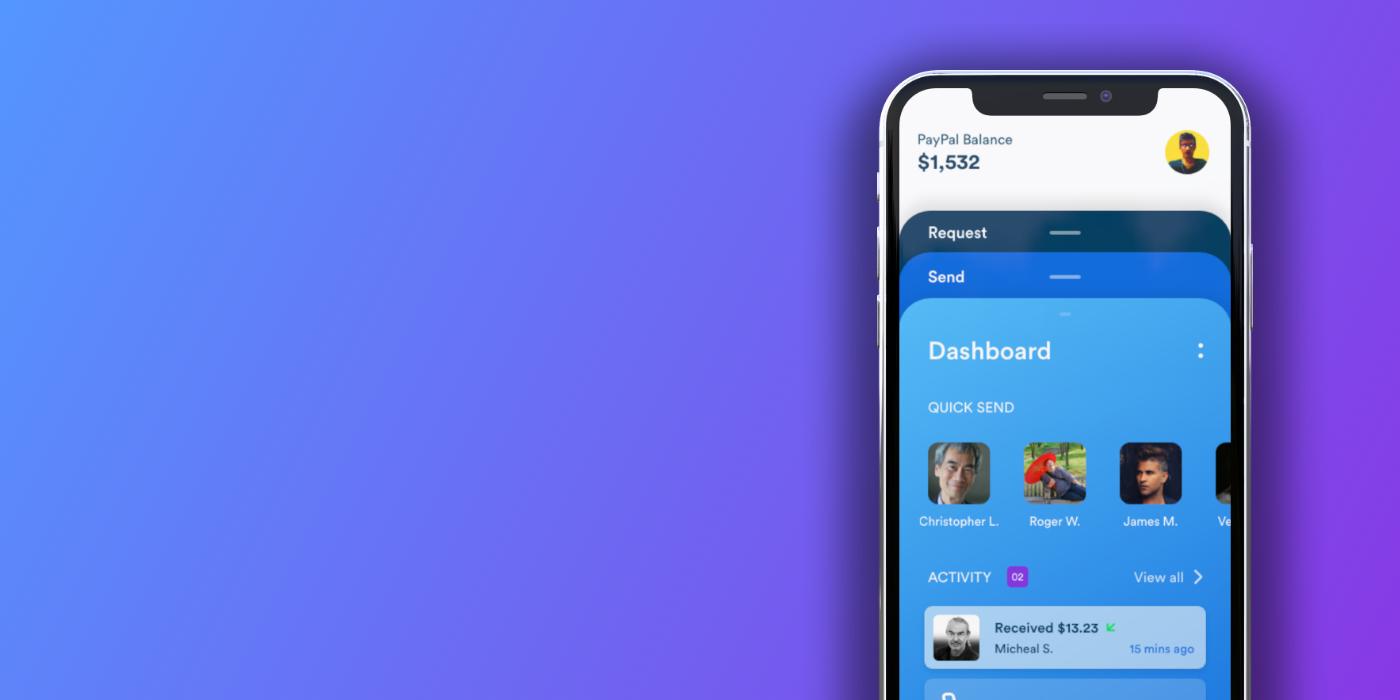 PayPal Balance
$1,532
Request
Send
Dashboard
QUICK SEND
Christopher L.
Roger W.
James M.
Ve
ACTIVITY 02
View all
Received $13.23
Micheal S.
15 mins ago